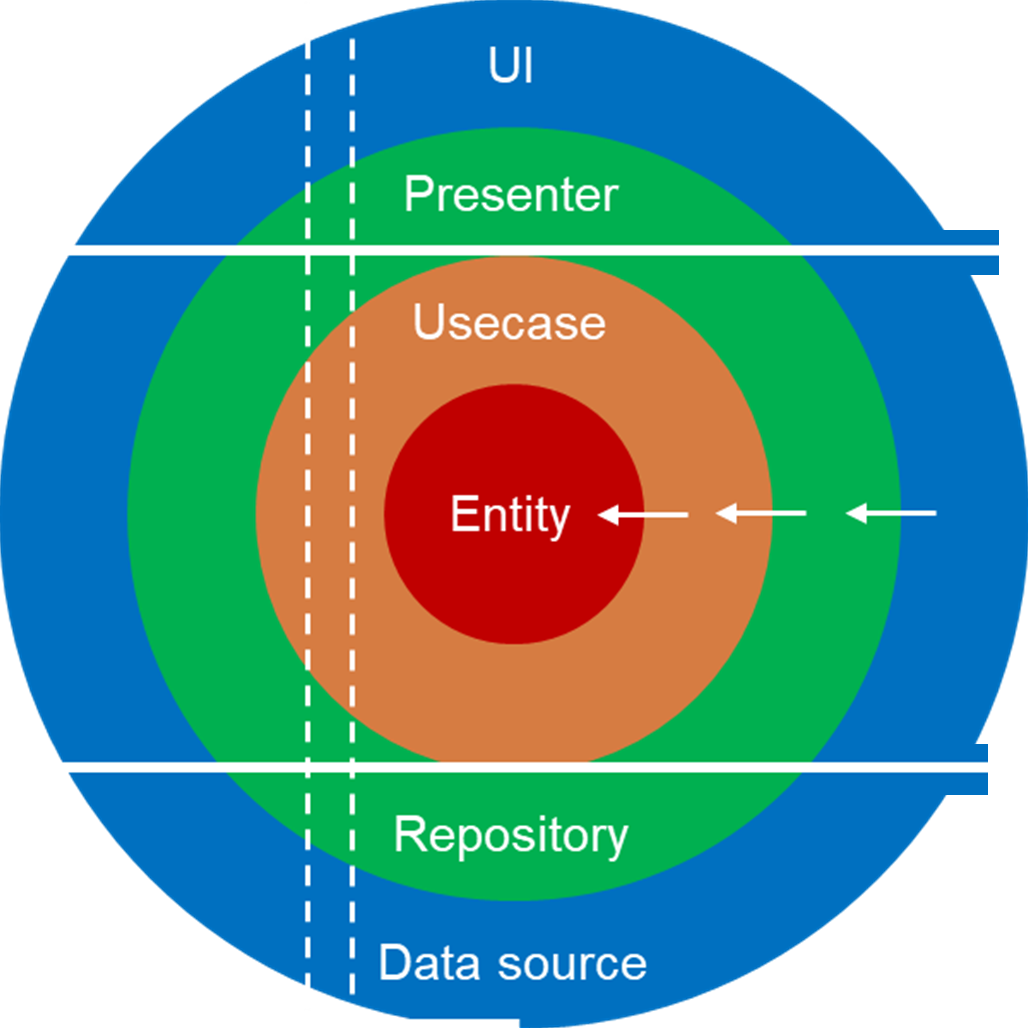 UI
Presenter
Usecase
Entity
Repository
Data source